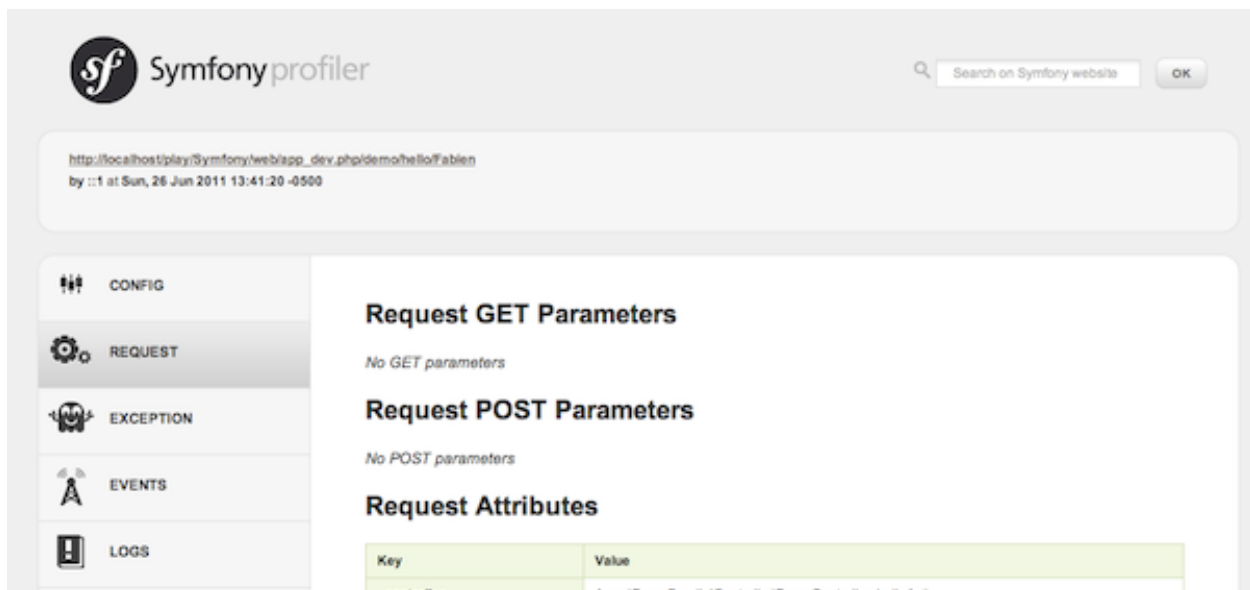 sf Symfony profiler
Search on Symfony website OK
http://localhost/play/Symfony/web/app_dev.php/demo/hello/Fabien
by ::1 at Sun, 26 Jun 2011 13:41:20 -0500
CONFIG
REQUEST
EXCEPTION
EVENTS
LOGS
Request GET Parameters
No GET parameters
Request POST Parameters
No POST parameters
Request Attributes
Key Value